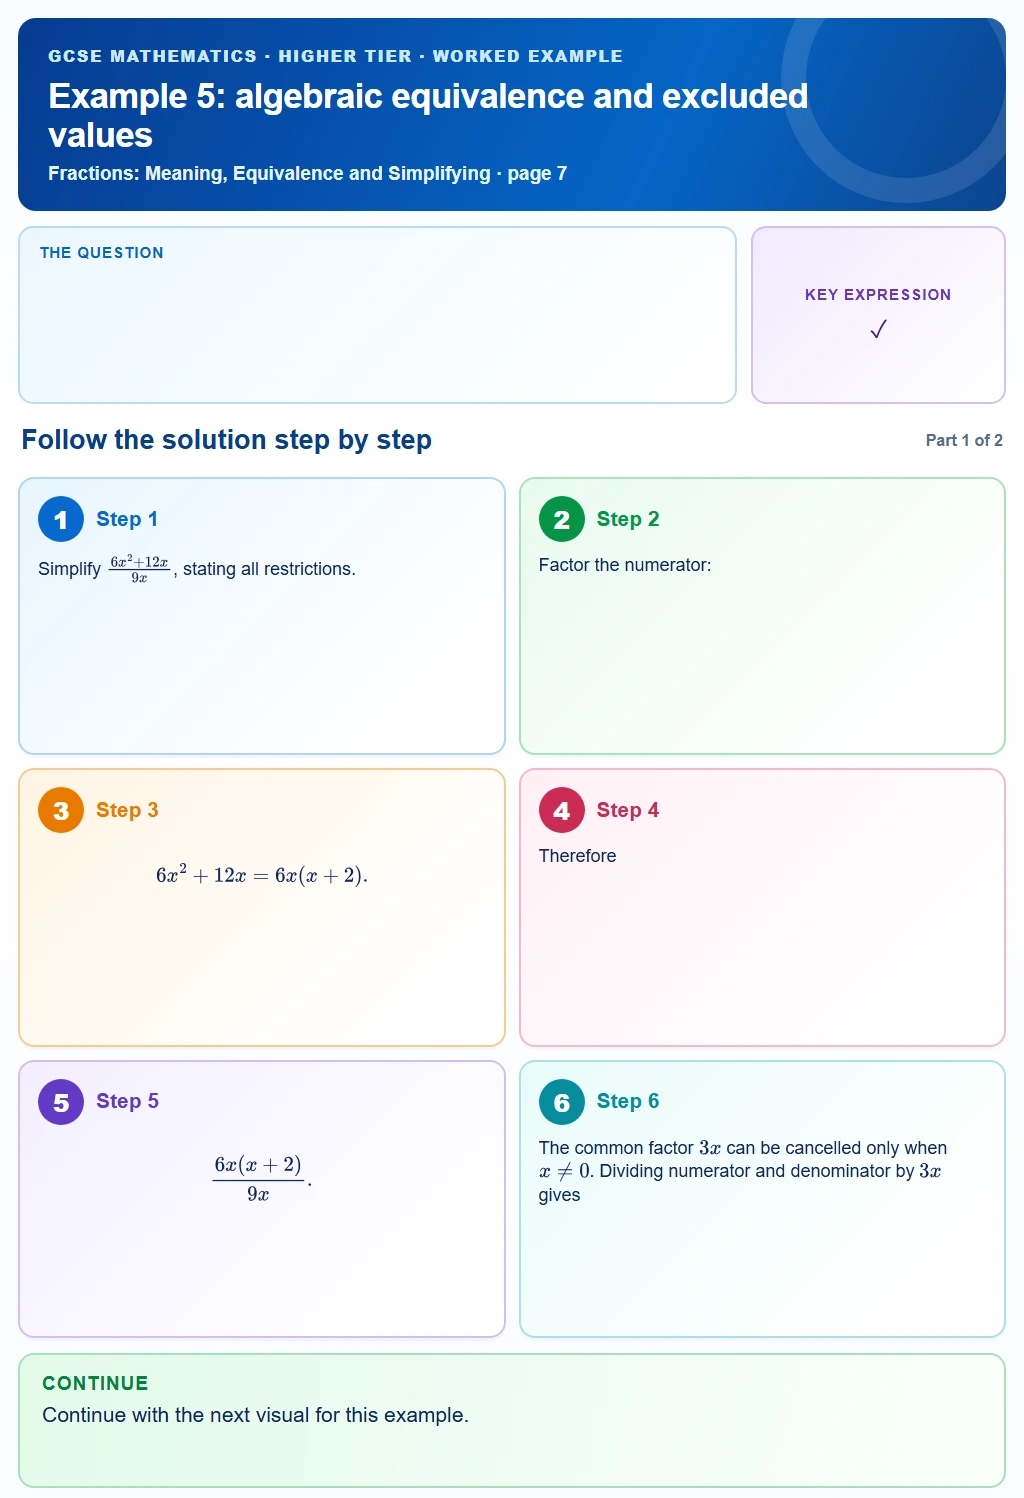 GCSE MATHEMATICS · HIGHER TIER · WORKED EXAMPLE
Example 5: algebraic equivalence and excluded
values
Fractions: Meaning, Equivalence and Simplifying · page 7
THE QUESTION
KEY EXPRESSION
✓
Follow the solution step by step
Part 1 of 2
1 Step 1
Simplify $\frac{6x^2+12x}{9x}$, stating all restrictions.
2 Step 2
Factor the numerator:
3 Step 3
$6x^2 + 12x = 6x(x + 2).$
4 Step 4
Therefore
5 Step 5
$\frac{6x(x + 2)}{9x}.$
6 Step 6
The common factor $3x$ can be cancelled only when
$x \neq 0$. Dividing numerator and denominator by $3x$
gives
CONTINUE
Continue with the next visual for this example.